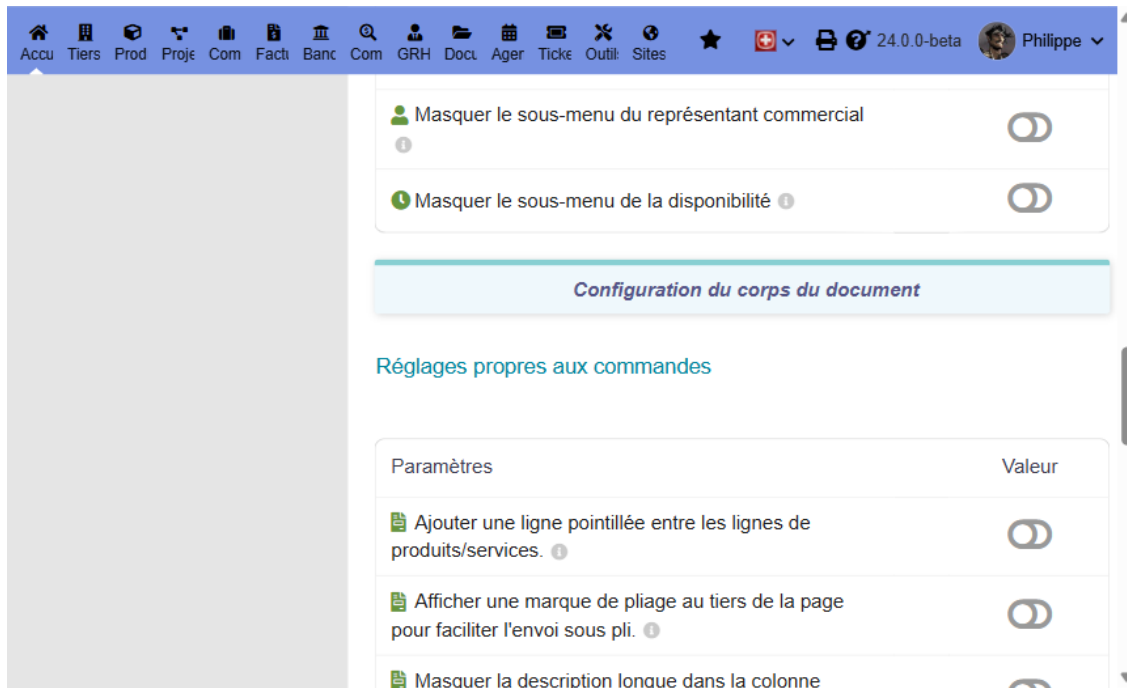 Accu Tiers Prod Proje Com Factu Banc Com GRH Docu Ager Ticke Outil Sites 24.0.0-beta Philippe
Masquer le sous-menu du représentant commercial
Masquer le sous-menu de la disponibilité
Configuration du corps du document
Réglages propres aux commandes
Paramètres Valeur
Ajouter une ligne pointillée entre les lignes de
produits/services.
Afficher une marque de pliage au tiers de la page
pour faciliter l'envoi sous pli.
Masquer la description longue dans la colonne